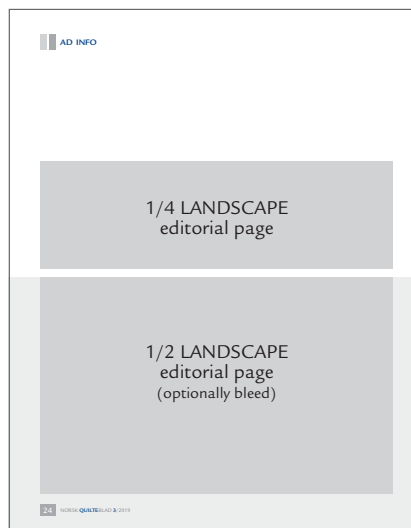 AD INFO
1/4 LANDSCAPE
editorial page
1/2 LANDSCAPE
editorial page
(optionally bleed)
24 NORSK QUILTEBLAD 3/2019